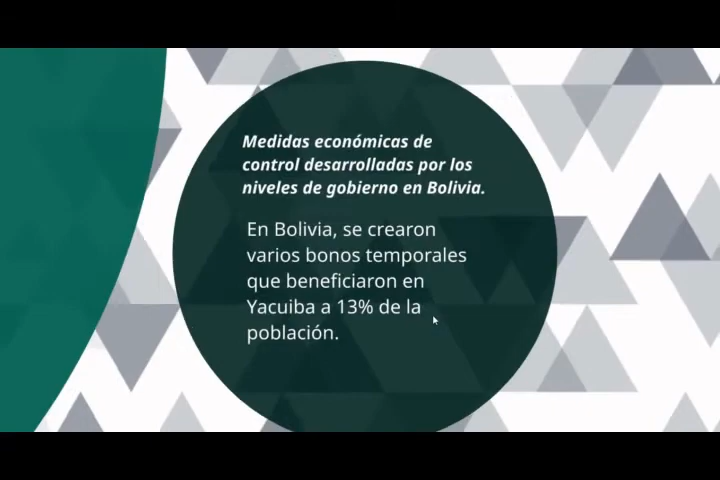 Medidas económicas de
control desarrolladas por los
niveles de gobierno en Bolivia.
En Bolivia, se crearon
varios bonos temporales
que beneficiaron en
Yacuiba a 13% de la
población.